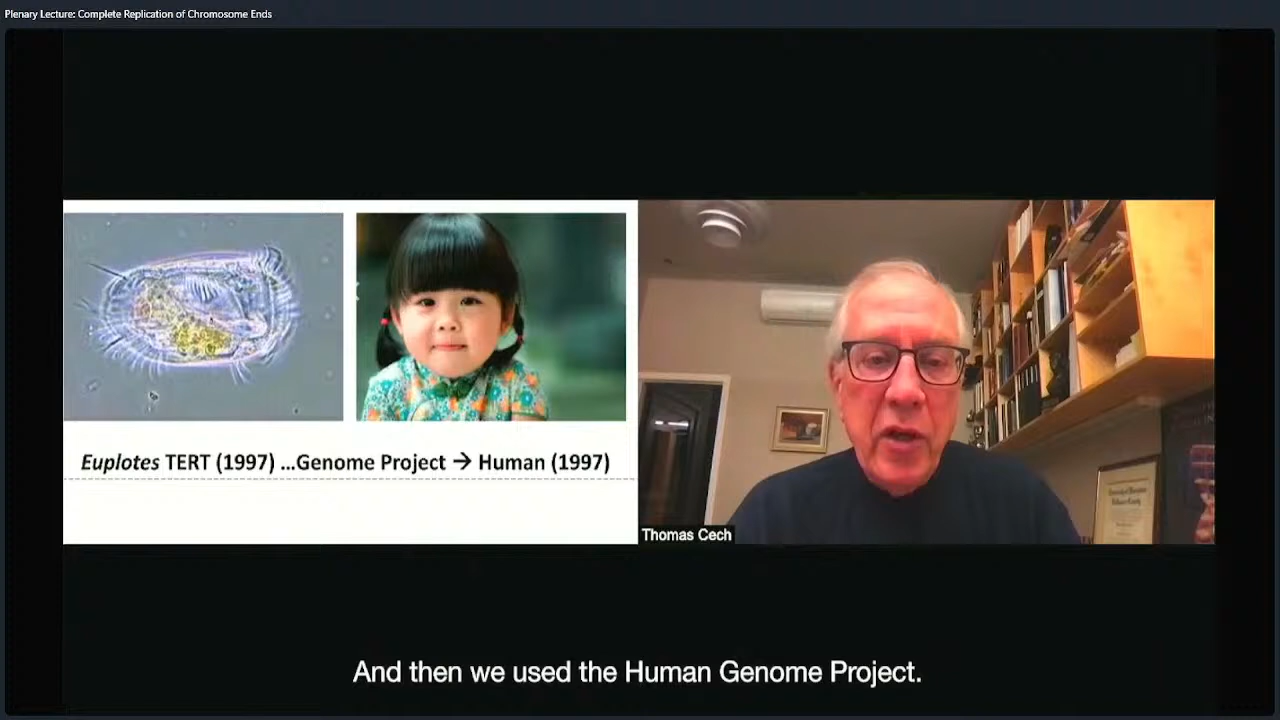 Plenary Lecture: Complete Replication of Chromosome Ends
Euplotes TERT (1997) ...Genome Project → Human (1997)
Thomas Cech
And then we used the Human Genome Project.